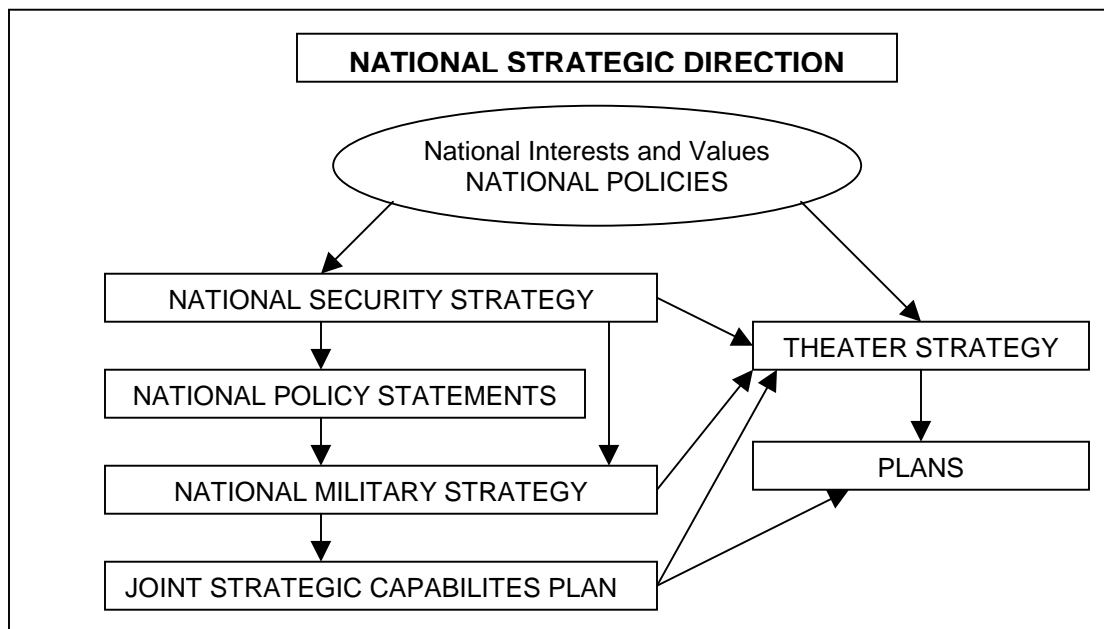 NATIONAL STRATEGIC DIRECTION
National Interests and Values
NATIONAL POLICIES
NATIONAL SECURITY STRATEGY
THEATER STRATEGY
NATIONAL POLICY STATEMENTS
PLANS
NATIONAL MILITARY STRATEGY
JOINT STRATEGIC CAPABILITES PLAN